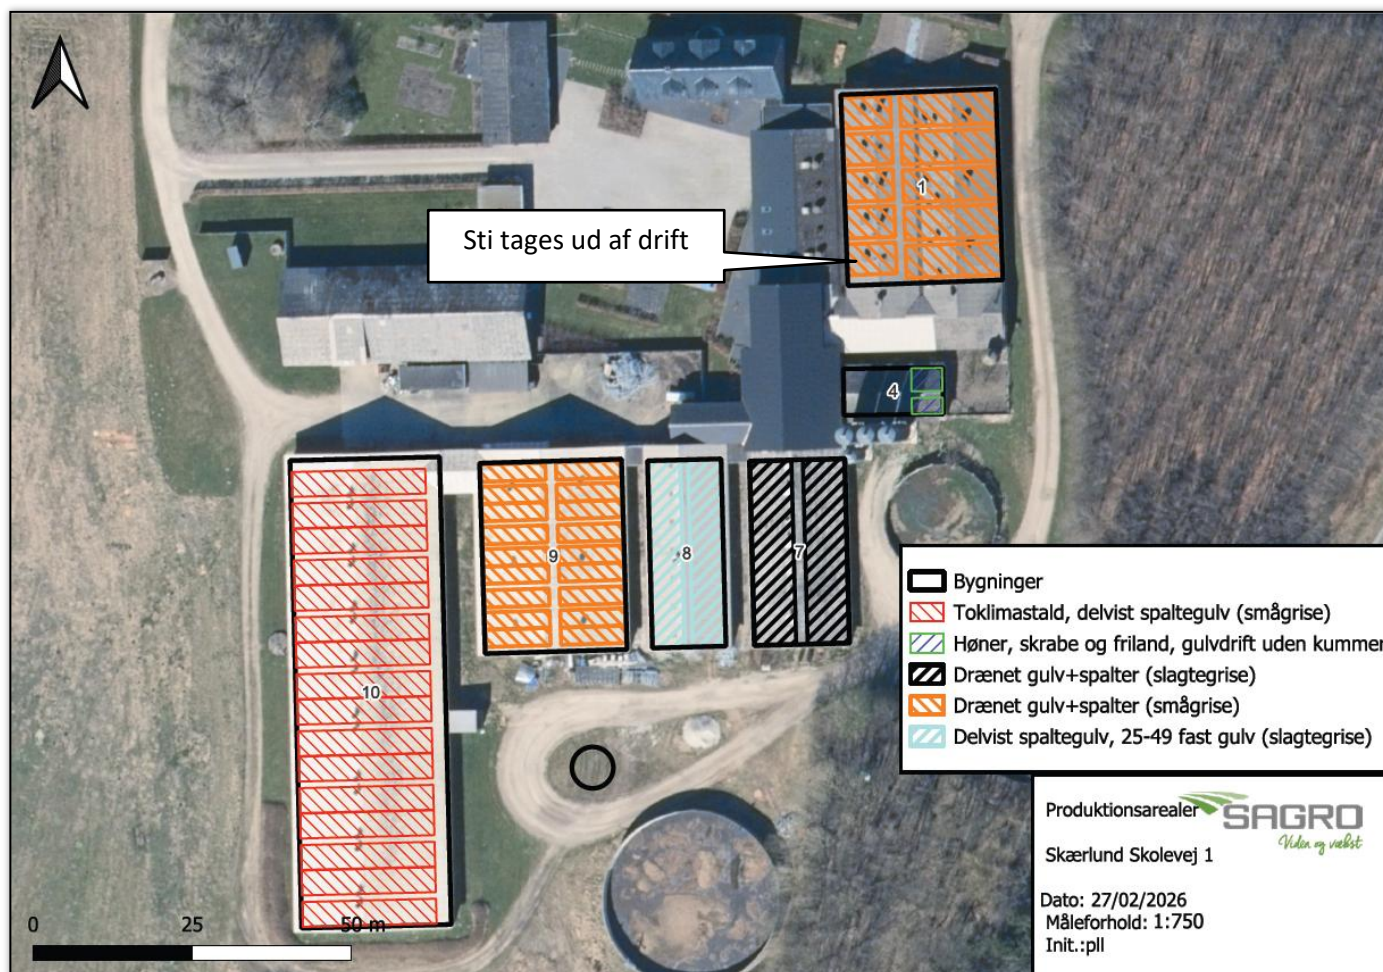 1
Sti tages ud af drift
4
9
8
7
10
Bygninger
Toklimastald, delvist spaltegulv (smågrise)
Høner, skrabe og friland, gulvdrift uden kummer
Drænet gulv+spalter (slagtegrise)
Drænet gulv+spalter (smågrise)
Delvist spaltegulv, 25-49 fast gulv (slagtegrise)
Produktionsarealer
SAGRO
Viden og vækst
Skærlund Skolevej 1
Dato: 27/02/2026
Måleforhold: 1:750
Init.:pll
0 25 50 m